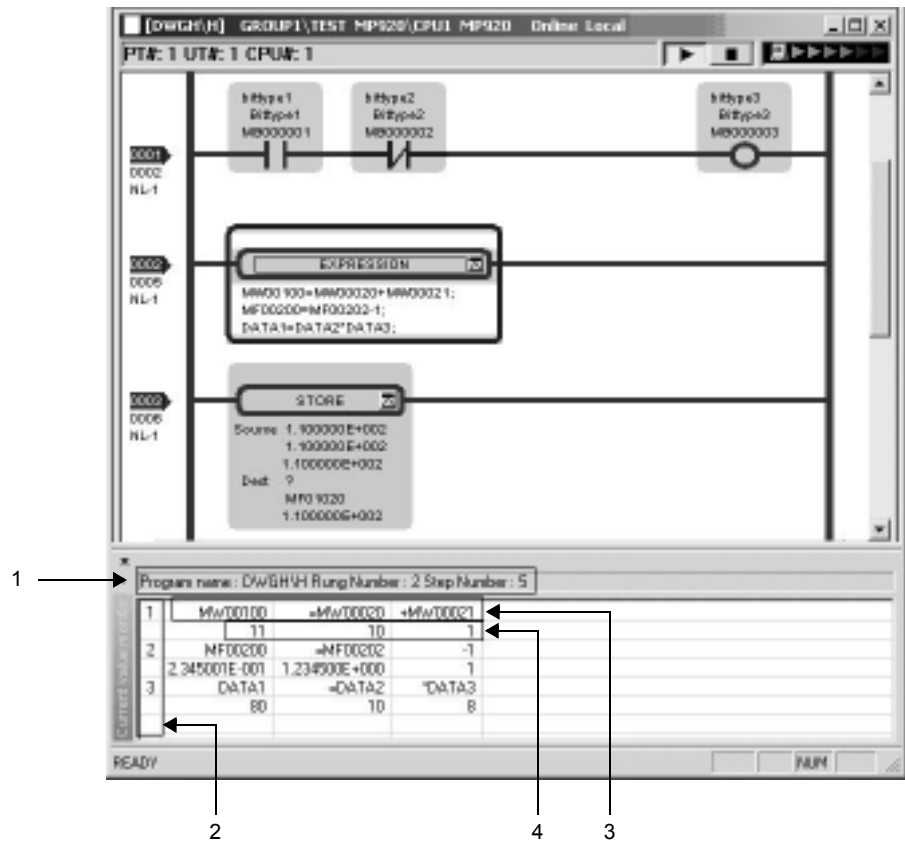 [DWGH\H] GROUP1\TEST MP920\CPU1 MP920 Online Local
PT#: 1 UT#: 1 CPU#: 1
bittype1 bittype2 bittype3
Bittype1 Bittype2 Bittype3
MB000001 MB000002 MB000003
0001
0002
NL-1
0002
0005
NL-1
EXPRESSION
MW00100=MW00020+MW00021;
MF00200=MF00202-1;
DATA1=DATA2*DATA3;
0003
0006
NL-1
STORE
Source 1.100000E+002
1.100000E+002
1.100000E+002
Dest ?
MF01020
1.100000E+002
1
Program name : DWGH\H Rung Number : 2 Step Number : 5
Current value monitor
1 MW00100 =MW00020 +MW00021
11 10 1
2 MF00200 =MF00202 -1
2.345001E-001 1.234500E+000 1
3 DATA1 =DATA2 *DATA3
80 10 8
READY NUM
2 4 3